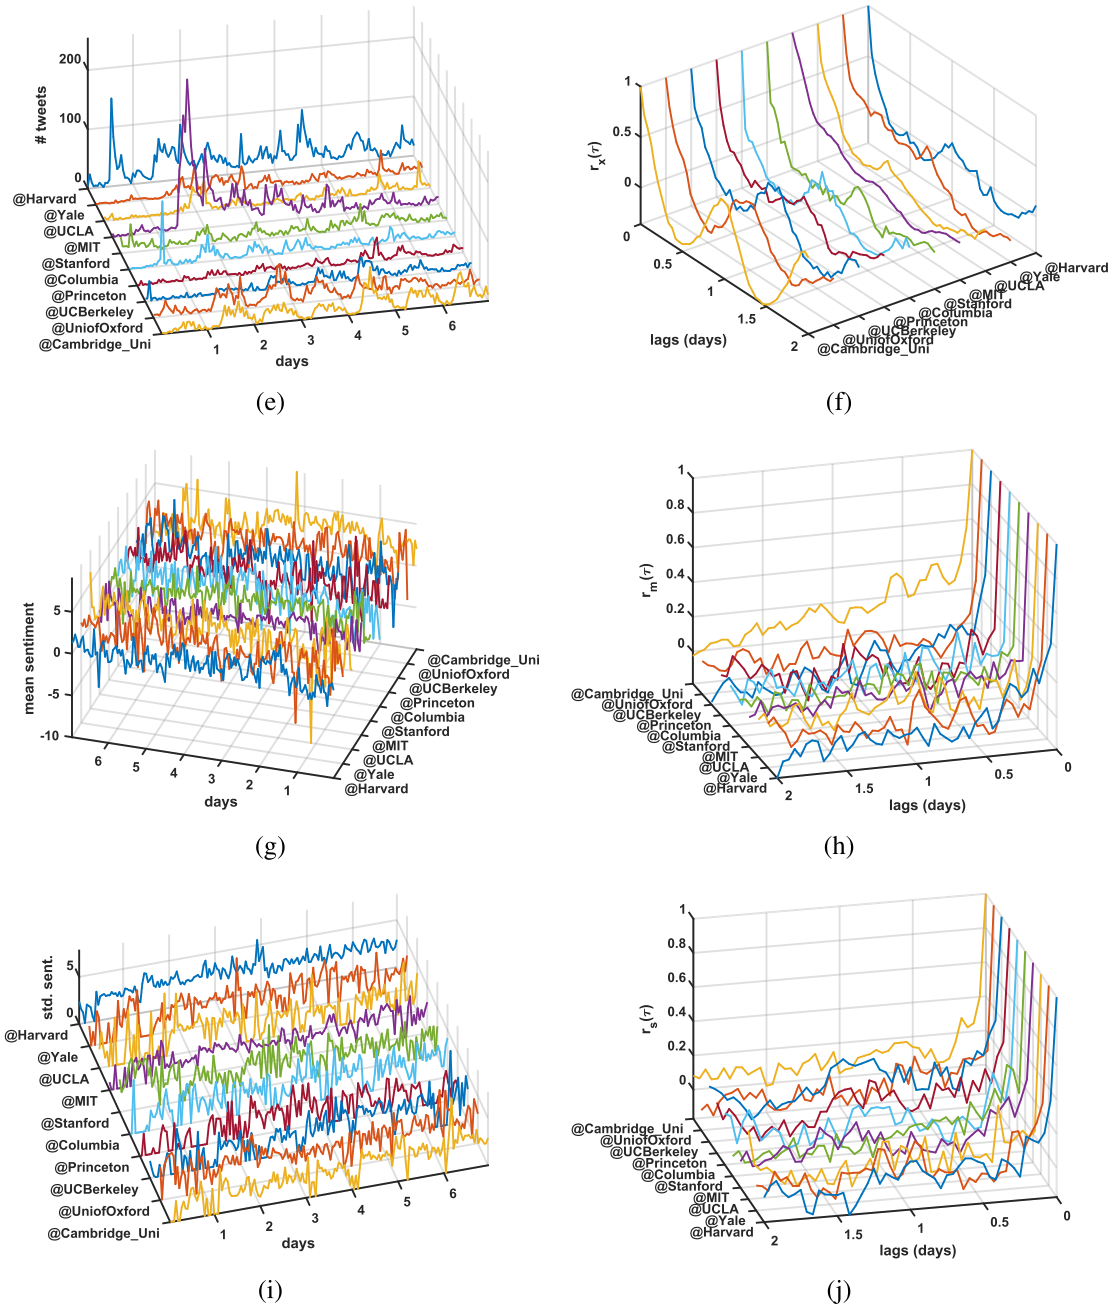 # tweets
200
100
0
@Harvard
@Yale
@UCLA
@MIT
@Stanford
@Columbia
@Princeton
@UCBerkeley
@UniofOxford
@Cambridge_Uni
1 2 3 4 5 6
days
(e)
r_x(τ)
1
0.5
0
0 0.5 1 1.5 2
lags (days)
@Harvard
@Yale
@UCLA
@MIT
@Stanford
@Columbia
@Princeton
@UCBerkeley
@UniofOxford
@Cambridge_Uni
(f)
mean sentiment
5
0
-5
-10
6 5 4 3 2 1
days
@Cambridge_Uni
@UniofOxford
@UCBerkeley
@Princeton
@Columbia
@Stanford
@MIT
@UCLA
@Yale
@Harvard
(g)
r_m(τ)
1
0.8
0.6
0.4
0.2
0
@Cambridge_Uni
@UniofOxford
@UCBerkeley
@Princeton
@Columbia
@Stanford
@MIT
@UCLA
@Yale
@Harvard
2 1.5 1 0.5 0
lags (days)
(h)
std. sent.
5
0
@Harvard
@Yale
@UCLA
@MIT
@Stanford
@Columbia
@Princeton
@UCBerkeley
@UniofOxford
@Cambridge_Uni
1 2 3 4 5 6
days
(i)
r_s(τ)
1
0.8
0.6
0.4
0.2
0
@Cambridge_Uni
@UniofOxford
@UCBerkeley
@Princeton
@Columbia
@Stanford
@MIT
@UCLA
@Yale
@Harvard
2 1.5 1 0.5 0
lags (days)
(j)